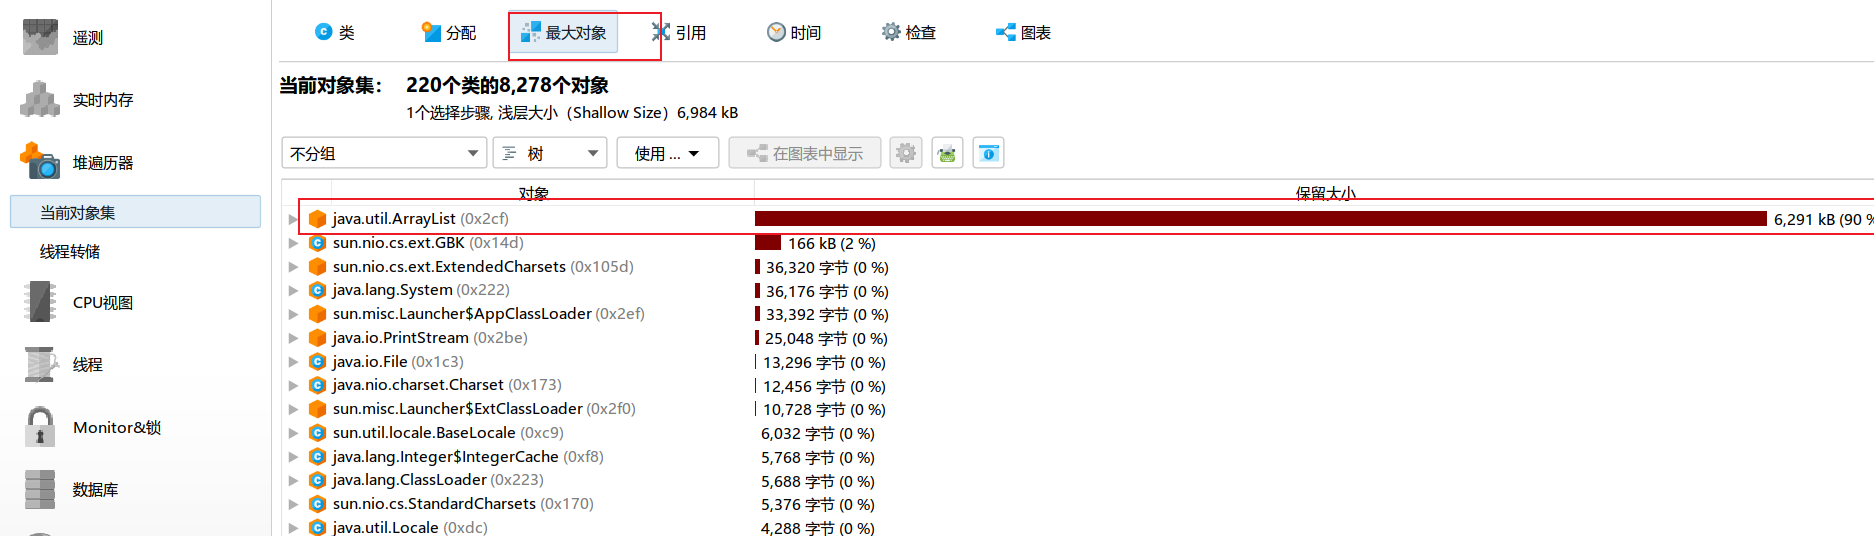 遥测
实时内存
堆遍历器
当前对象集
线程转储
CPU视图
线程
Monitor&锁
数据库
类 分配 最大对象 引用 时间 检查 图表
当前对象集： 220个类的8,278个对象
1个选择步骤, 浅层大小（Shallow Size）6,984 kB
不分组 树 使用 ... 在图表中显示
对象 保留大小
java.util.ArrayList (0x2cf) 6,291 kB (90 %
sun.nio.cs.ext.GBK (0x14d) 166 kB (2 %)
sun.nio.cs.ext.ExtendedCharsets (0x105d) 36,320 字节 (0 %)
java.lang.System (0x222) 36,176 字节 (0 %)
sun.misc.Launcher$AppClassLoader (0x2ef) 33,392 字节 (0 %)
java.io.PrintStream (0x2be) 25,048 字节 (0 %)
java.io.File (0x1c3) 13,296 字节 (0 %)
java.nio.charset.Charset (0x173) 12,456 字节 (0 %)
sun.misc.Launcher$ExtClassLoader (0x2f0) 10,728 字节 (0 %)
sun.util.locale.BaseLocale (0xc9) 6,032 字节 (0 %)
java.lang.Integer$IntegerCache (0xf8) 5,768 字节 (0 %)
java.lang.ClassLoader (0x223) 5,688 字节 (0 %)
sun.nio.cs.StandardCharsets (0x170) 5,376 字节 (0 %)
java.util.Locale (0xdc) 4,288 字节 (0 %)